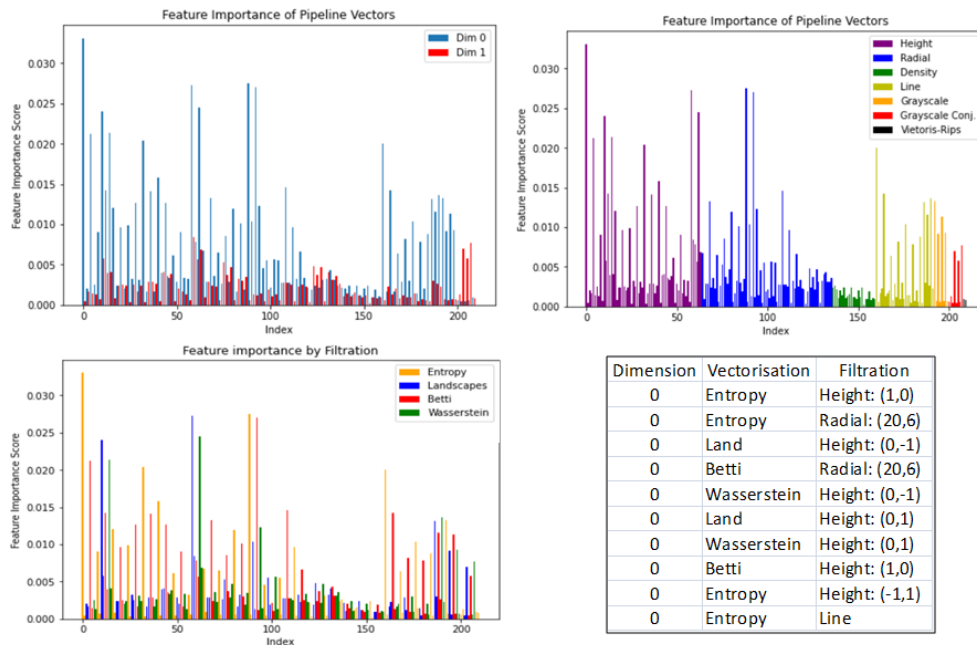 Feature Importance of Pipeline Vectors
Dim 0
Dim 1
Feature Importance Score
0.030
0.025
0.020
0.015
0.010
0.005
0.000
0 50 100 150 200
Index
Feature Importance of Pipeline Vectors
Height
Radial
Density
Line
Grayscale
Grayscale Conj.
Vietoris-Rips
Feature Importance Score
0.030
0.025
0.020
0.015
0.010
0.005
0.000
0 50 100 150 200
Index
Feature importance by Filtration
Entropy
Landscapes
Betti
Wasserstein
Feature Importance Score
0.030
0.025
0.020
0.015
0.010
0.005
0.000
0 50 100 150 200
Index
Dimension Vectorisation Filtration
0 Entropy Height: (1,0)
0 Entropy Radial: (20,6)
0 Land Height: (0,-1)
0 Betti Radial: (20,6)
0 Wasserstein Height: (0,-1)
0 Land Height: (0,1)
0 Wasserstein Height: (0,1)
0 Betti Height: (1,0)
0 Entropy Height: (-1,1)
0 Entropy Line